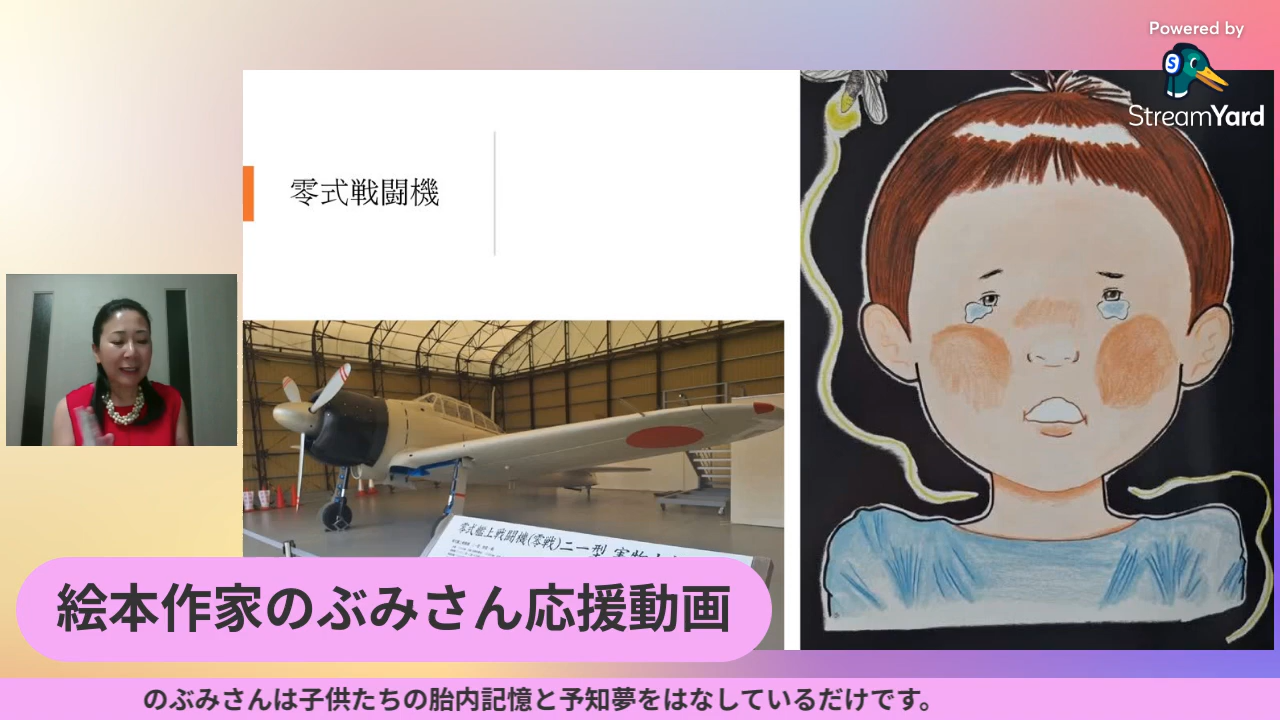 Powered by
StreamYard
零式戦闘機
零式艦上戦闘機(零戦)二一型
絵本作家のぶみさん応援動画
のぶみさんは子供たちの胎内記憶と予知夢をはなしているだけです。